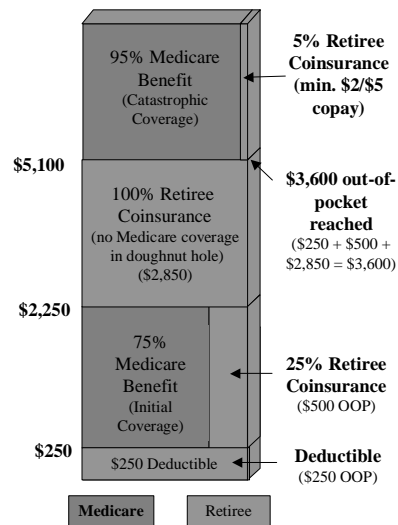 95% Medicare
Benefit
(Catastrophic
Coverage)
5% Retiree
Coinsurance
(min. $2/$5
copay)
$5,100
100% Retiree
Coinsurance
(no Medicare coverage
in doughnut hole)
($2,850)
$3,600 out-of-
pocket
reached
($250 + $500 +
$2,850 = $3,600)
$2,250
75%
Medicare
Benefit
(Initial
Coverage)
25% Retiree
Coinsurance
($500 OOP)
$250
$250 Deductible
Deductible
($250 OOP)
Medicare
Retiree